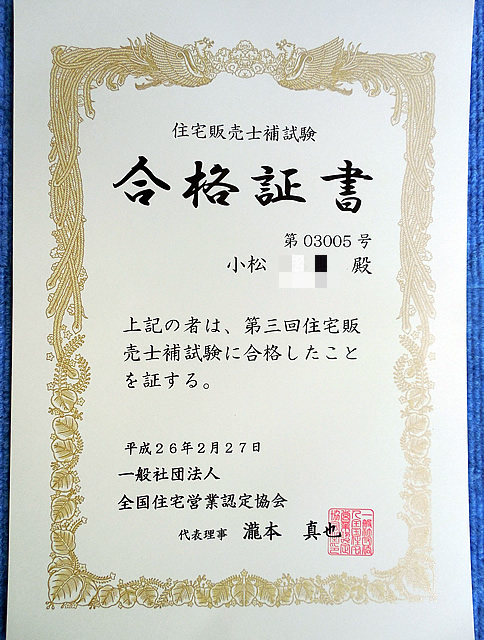 住宅販売士補試験
合格証書
第03005号
小松 殿
上記の者は、第三回住宅販
売士補試験に合格したこと
を証する。
平成26年2月27日
一般社団法人
全国住宅営業認定協会
代表理事 瀧本 真也